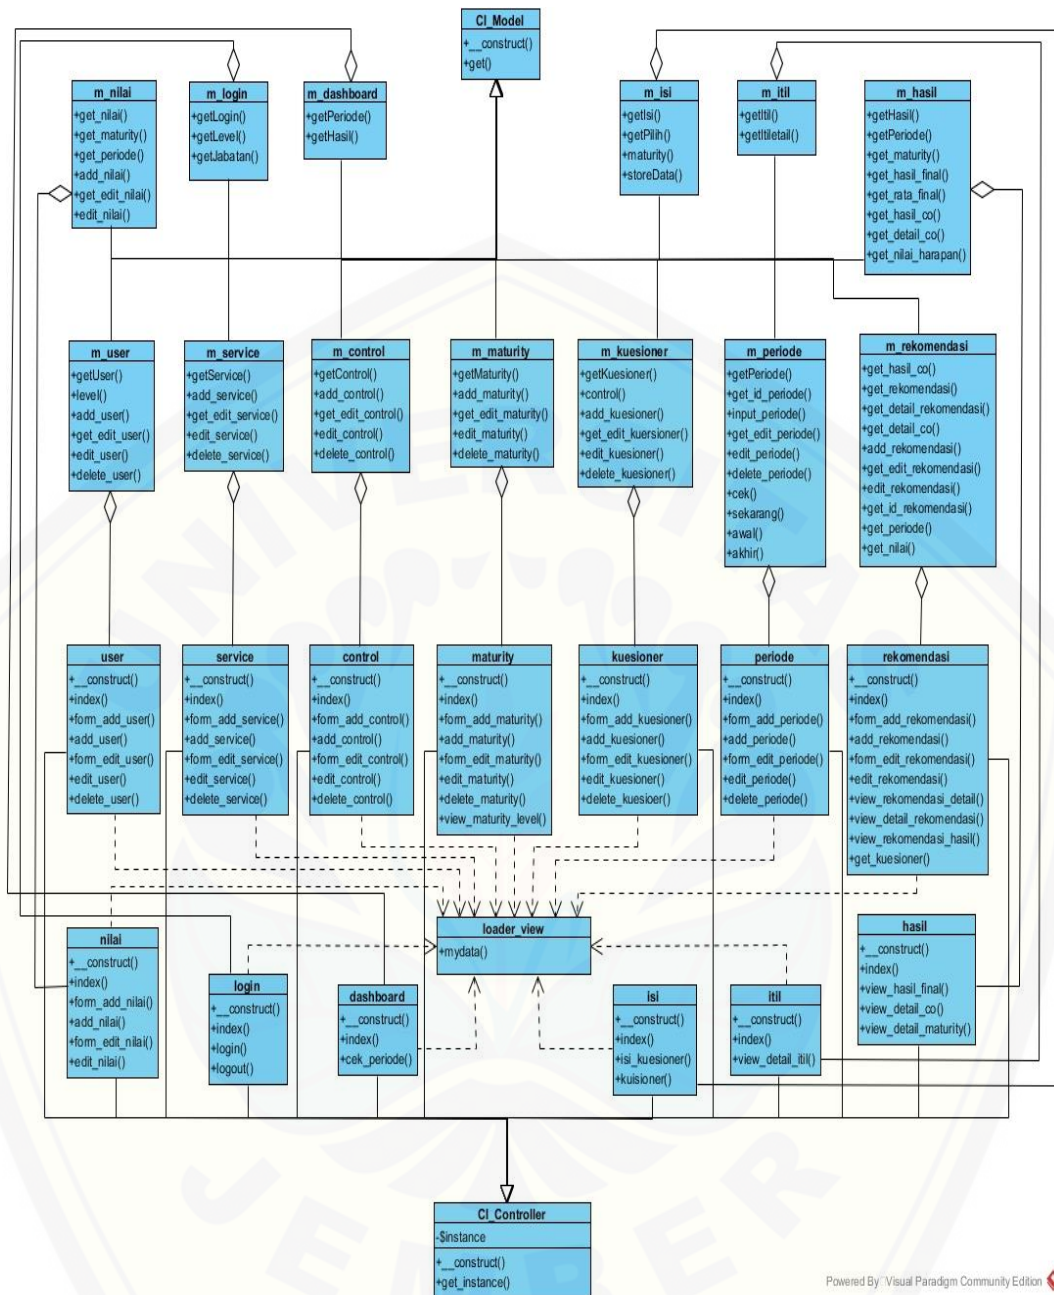 CI_Model
+__construct()
+get()
m_nilai
+get_nilai()
+get_maturity()
+get_periode()
+add_nilai()
+get_edit_nilai()
+edit_nilai()
m_login
+getLogin()
+getLevel()
+getJabatan()
m_dashboard
+getPeriode()
+getHasil()
m_isi
+getIsi()
+getPilih()
+maturity()
+storeData()
m_itil
+getItil()
+getItiletail()
m_hasil
+getHasil()
+getPeriode()
+get_maturity()
+get_hasil_final()
+get_rata_final()
+get_hasil_co()
+get_detail_co()
+get_nilai_harapan()
m_user
+getUser()
+level()
+add_user()
+get_edit_user()
+edit_user()
+delete_user()
m_service
+getService()
+add_service()
+get_edit_service()
+edit_service()
+delete_service()
m_control
+getControl()
+add_control()
+get_edit_control()
+edit_control()
+delete_control()
m_maturity
+getMaturity()
+add_maturity()
+get_edit_maturity()
+edit_maturity()
+delete_maturity()
m_kuesioner
+getKuesioner()
+control()
+add_kuesioner()
+get_edit_kuersioner()
+edit_kuesioner()
+delete_kuesioner()
m_periode
+getPeriode()
+get_id_periode()
+input_periode()
+get_edit_periode()
+edit_periode()
+delete_periode()
+cek()
+sekarang()
+awal()
+akhir()
m_rekomendasi
+get_hasil_co()
+get_rekomendasi()
+get_detail_rekomendasi()
+get_detail_co()
+add_rekomendasi()
+get_edit_rekomendasi()
+edit_rekomendasi()
+get_id_rekomendasi()
+get_periode()
+get_nilai()
user
+__construct()
+index()
+form_add_user()
+add_user()
+form_edit_user()
+edit_user()
+delete_user()
service
+__construct()
+index()
+form_add_service()
+add_service()
+form_edit_service()
+edit_service()
+delete_service()
control
+__construct()
+index()
+form_add_control()
+add_control()
+form_edit_control()
+edit_control()
+delete_control()
maturity
+__construct()
+index()
+form_add_maturity()
+add_maturity()
+form_edit_maturity()
+edit_maturity()
+delete_maturity()
+view_maturity_level()
kuesioner
+__construct()
+index()
+form_add_kuesioner()
+add_kuesioner()
+form_edit_kuesioner()
+edit_kuesioner()
+delete_kuesioer()
periode
+__construct()
+index()
+form_add_periode()
+add_periode()
+form_edit_periode()
+edit_periode()
+delete_periode()
rekomendasi
+__construct()
+index()
+form_add_rekomendasi()
+add_rekomendasi()
+form_edit_rekomendasi()
+edit_rekomendasi()
+view_rekomendasi_detail()
+view_detail_rekomendasi()
+view_rekomendasi_hasil()
+get_kuesioner()
loader_view
+mydata()
nilai
+__construct()
+index()
+form_add_nilai()
+add_nilai()
+form_edit_nilai()
+edit_nilai()
login
+__construct()
+index()
+login()
+logout()
dashboard
+__construct()
+index()
+cek_periode()
isi
+__construct()
+index()
+isi_kuesioner()
+kuisioner()
itil
+__construct()
+index()
+view_detail_itil()
hasil
+__construct()
+index()
+view_hasil_final()
+view_detail_co()
+view_detail_maturity()
CI_Controller
-$instance
+__construct()
+get_instance()
UNIVERSITAS
JEMBER
Powered By Visual Paradigm Community Edition